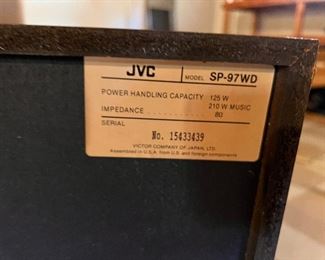 JVC MODEL SP-97WD
POWER HANDLING CAPACITY 125 W
210 W MUSIC
IMPEDANCE . . . . . . . . . . . 8Ω
SERIAL
No. 15433439
VICTOR COMPANY OF JAPAN, LTD.
Assembled in U.S.A. from U.S. and foreign components